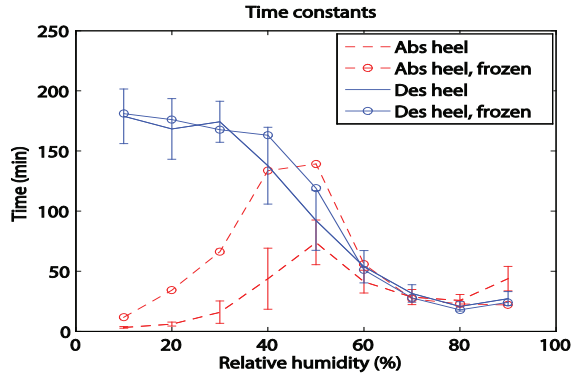 Time constants
250
200
150
100
50
0
Time (min)
Abs heel
Abs heel, frozen
Des heel
Des heel, frozen
0 20 40 60 80 100
Relative humidity (%)